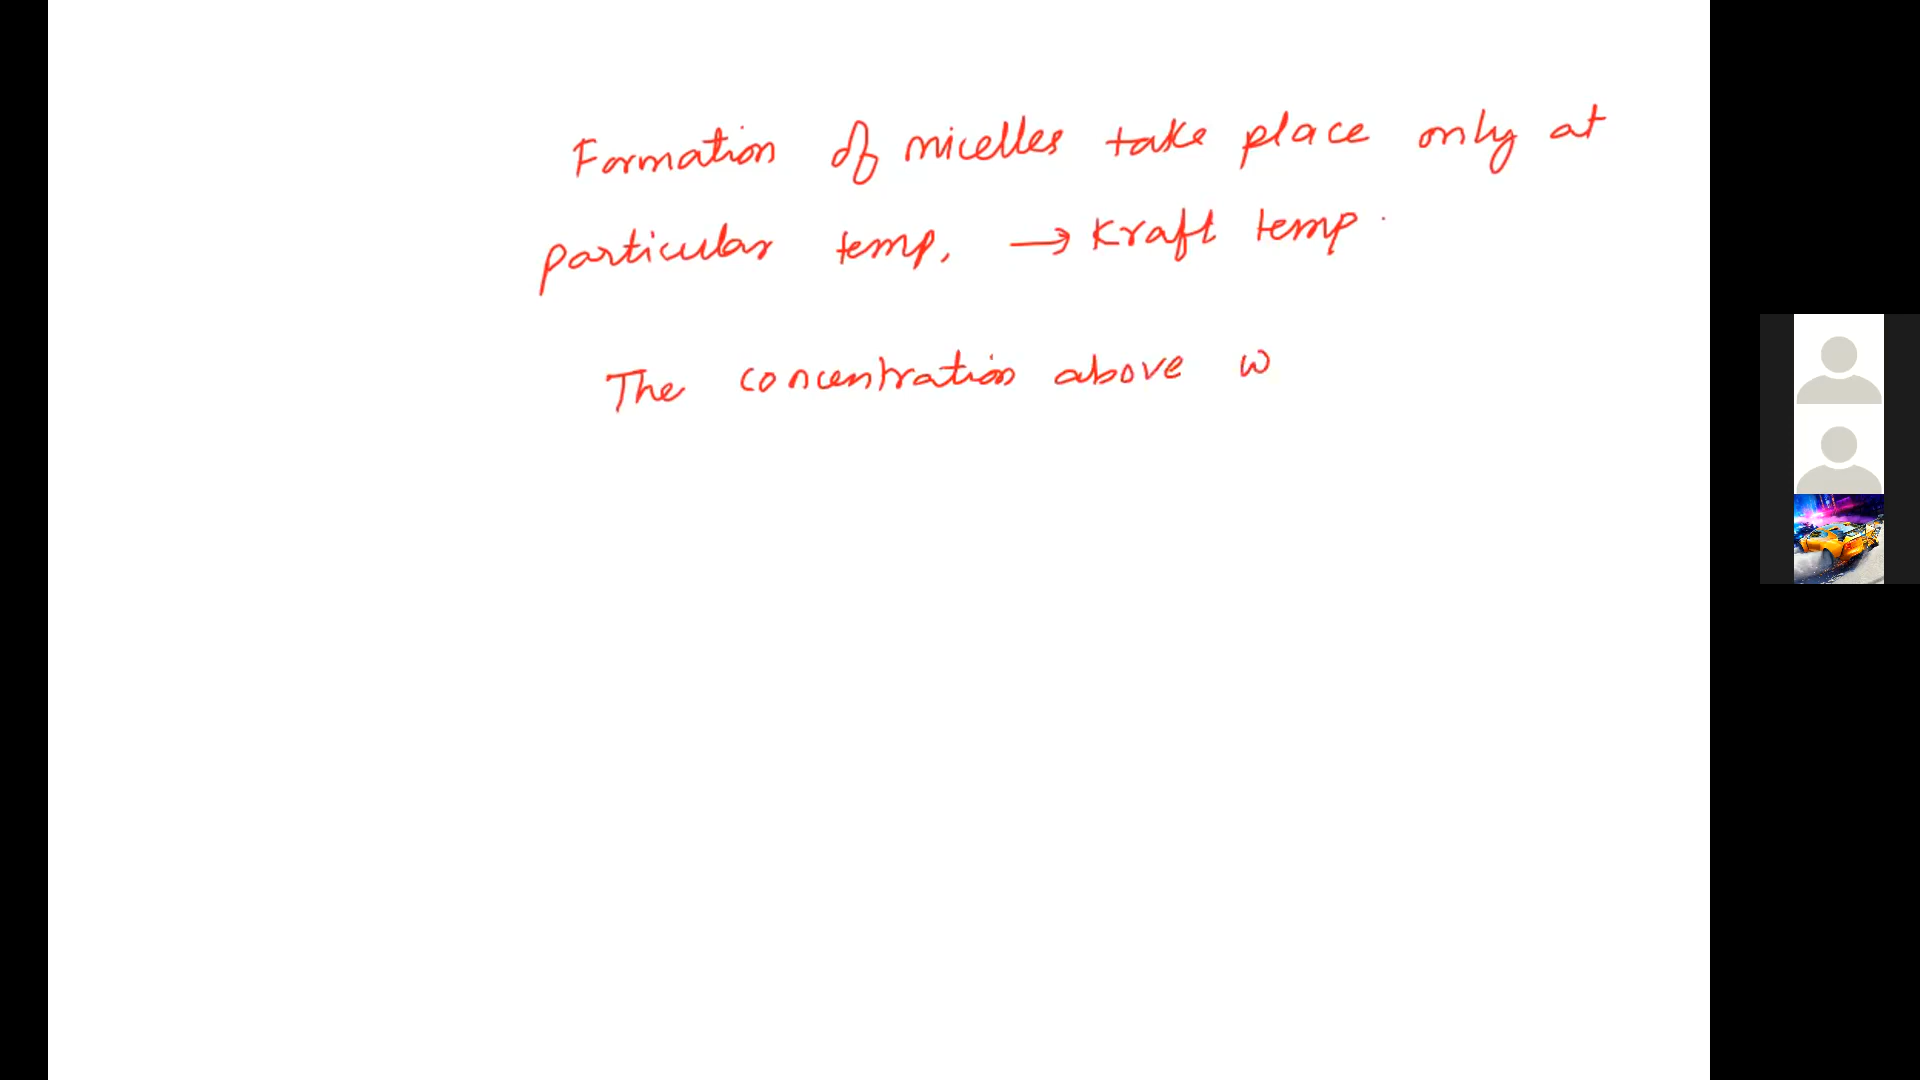 Formation of micelles take place only at
particular temp, → Kraft temp.
The concentration above w